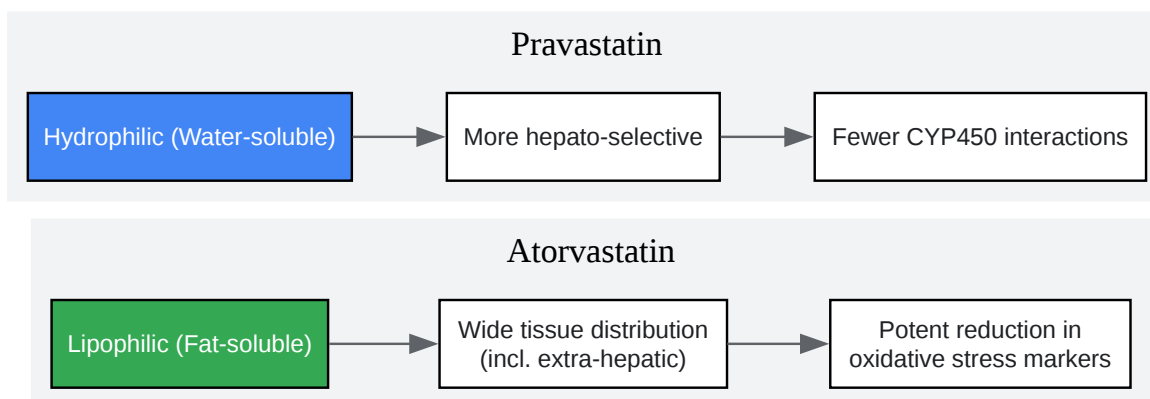 Pravastatin
Hydrophilic (Water-soluble)
More hepato-selective
Fewer CYP450 interactions
Atorvastatin
Lipophilic (Fat-soluble)
Wide tissue distribution
(incl. extra-hepatic)
Potent reduction in
oxidative stress markers